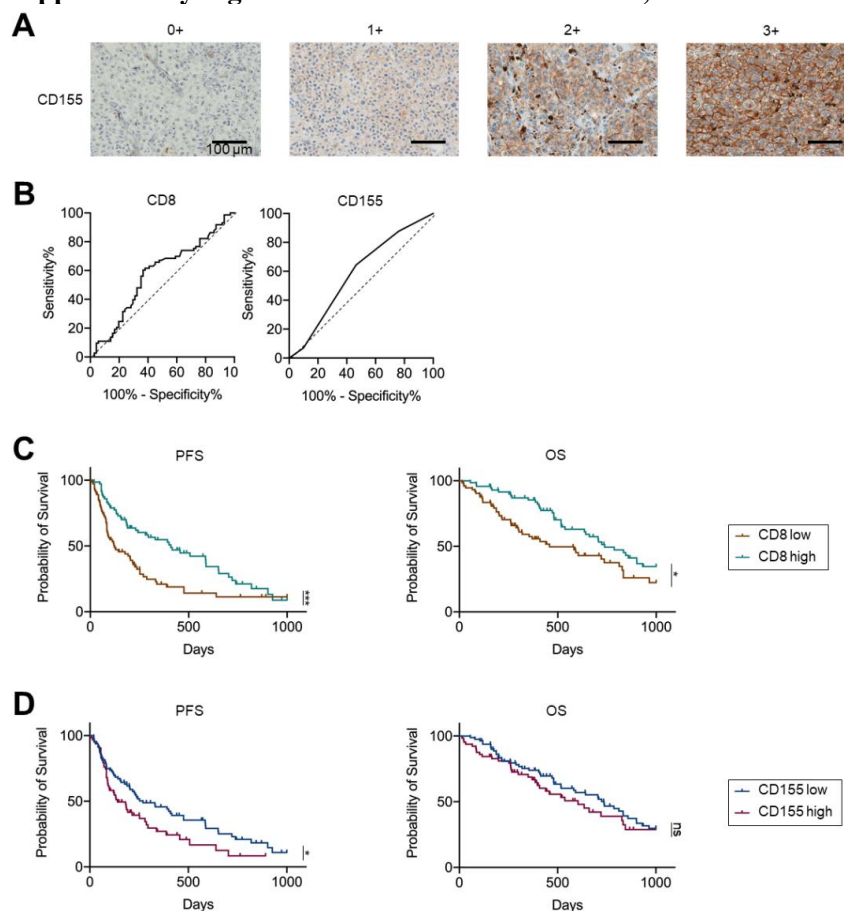 A
0+ 1+ 2+ 3+
CD155
100 µm
B
CD8
CD155
100
80
60
40
20
0
Sensitivity%
0 20 40 60 80 10
100% - Specificity%
100
80
60
40
20
0
Sensitivity%
0 20 40 60 80 100
100% - Specificity%
C
PFS
100
50
0
Probability of Survival
0 500 1000
Days
***
OS
100
50
0
Probability of Survival
0 500 1000
Days
*
CD8 low
CD8 high
D
PFS
100
50
0
Probability of Survival
0 500 1000
Days
*
OS
100
50
0
Probability of Survival
0 500 1000
Days
ns
CD155 low
CD155 high